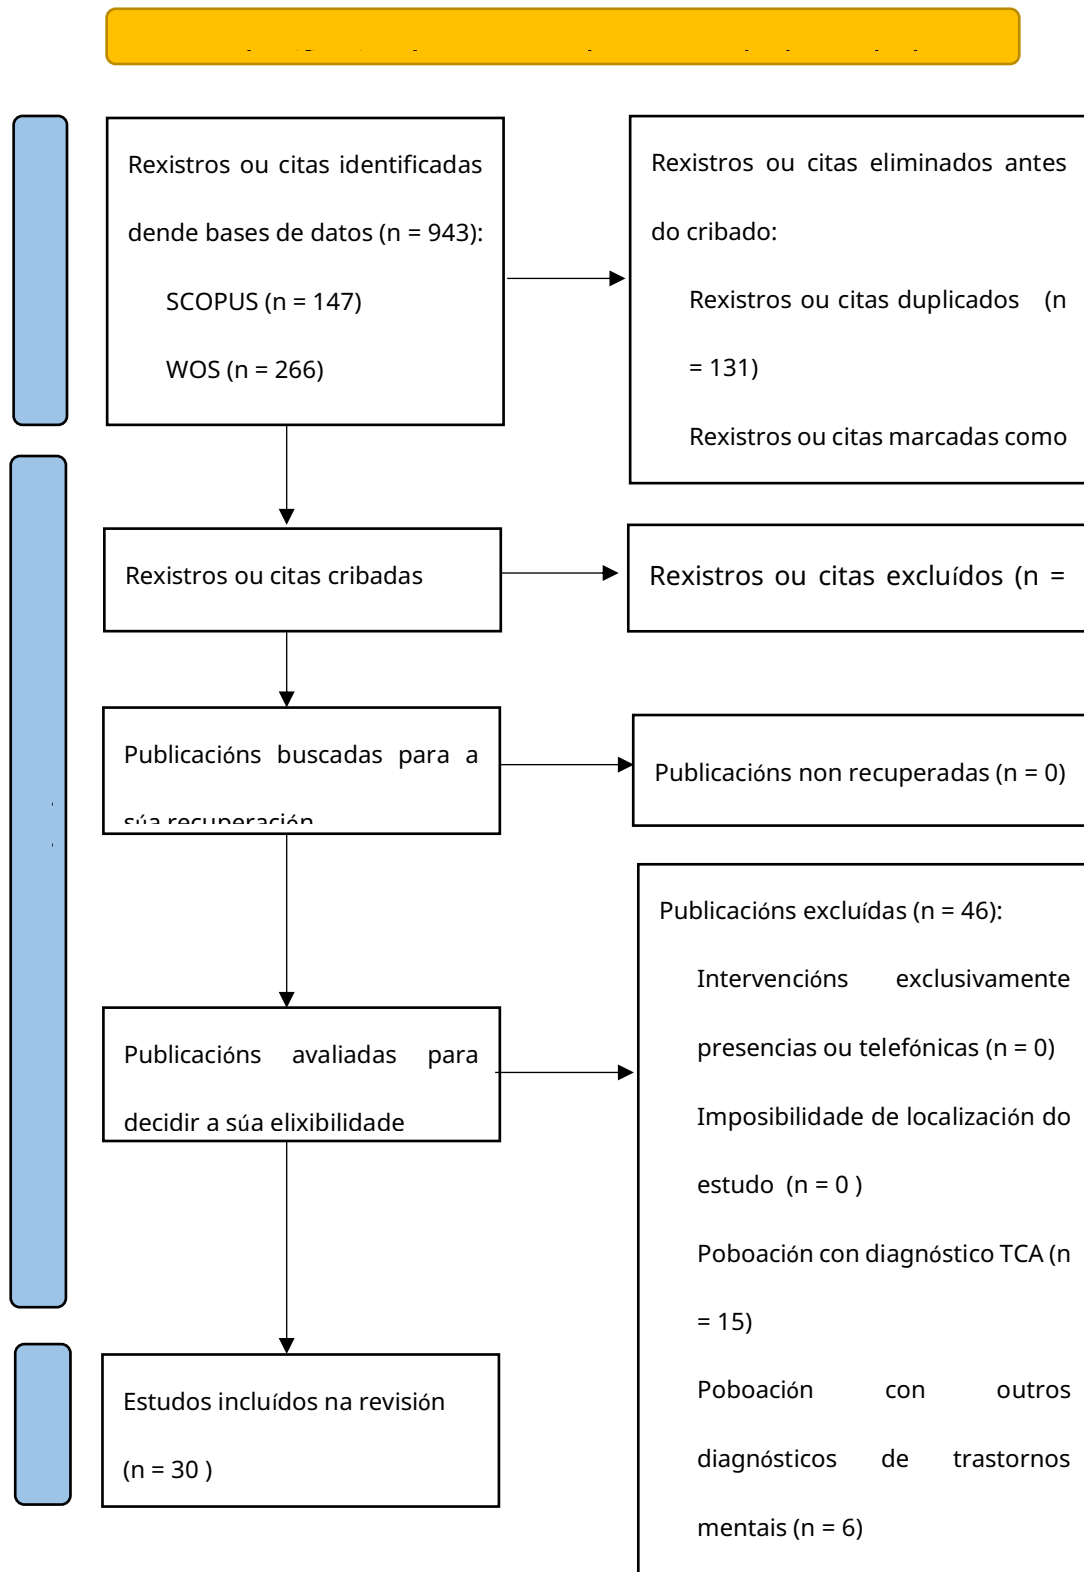 Rexistros ou citas identificadas
dende bases de datos (n = 943):
SCOPUS (n = 147)
WOS (n = 266)
Rexistros ou citas eliminados antes
do cribado:
Rexistros ou citas duplicados (n
= 131)
Rexistros ou citas marcadas como
Rexistros ou citas cribadas
Rexistros ou citas excluídos (n =
Publicacións buscadas para a
súa recuperación
Publicacións non recuperadas (n = 0)
Publicacións avaliadas para
decidir a súa elixibilidade
Publicacións excluídas (n = 46):
Intervencións exclusivamente
presencias ou telefónicas (n = 0)
Imposibilidade de localización do
estudo (n = 0 )
Poboación con diagnóstico TCA (n
= 15)
Poboación con outros
diagnósticos de trastornos
mentais (n = 6)
Estudos incluídos na revisión
(n = 30 )